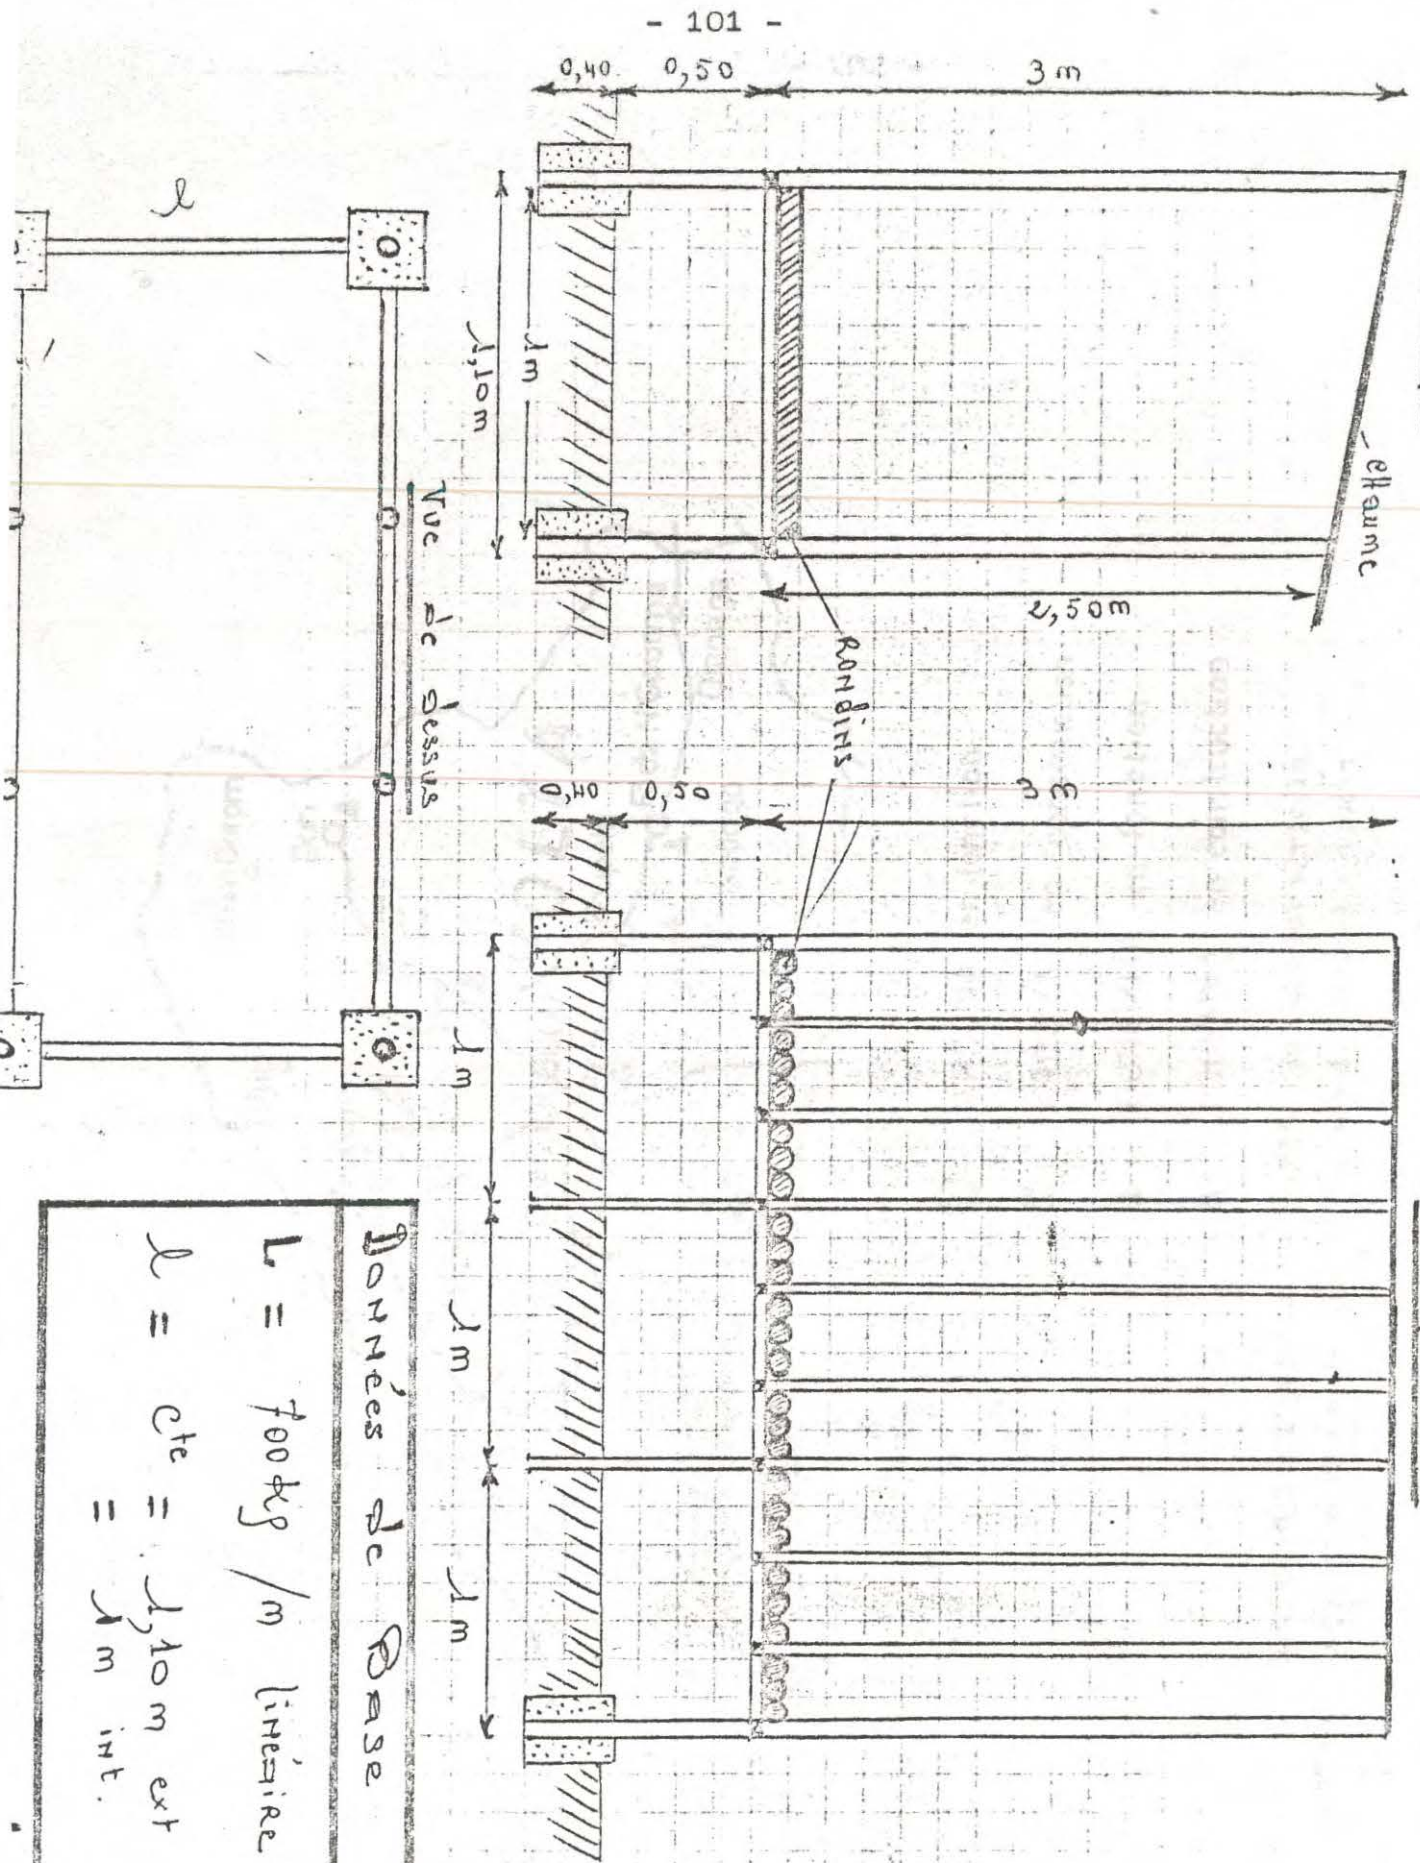 - 101 -
0,40
0,50
3 m
1m
1,10m
2,50m
chaume
RONdiNS
l
Vue de dessus
0,40
0,50
3 m
1m
1m
1m
DONNées de Base
L = 700 kg / m liNéaire
l = Cte = 1,10m ext
= 1m iNt.